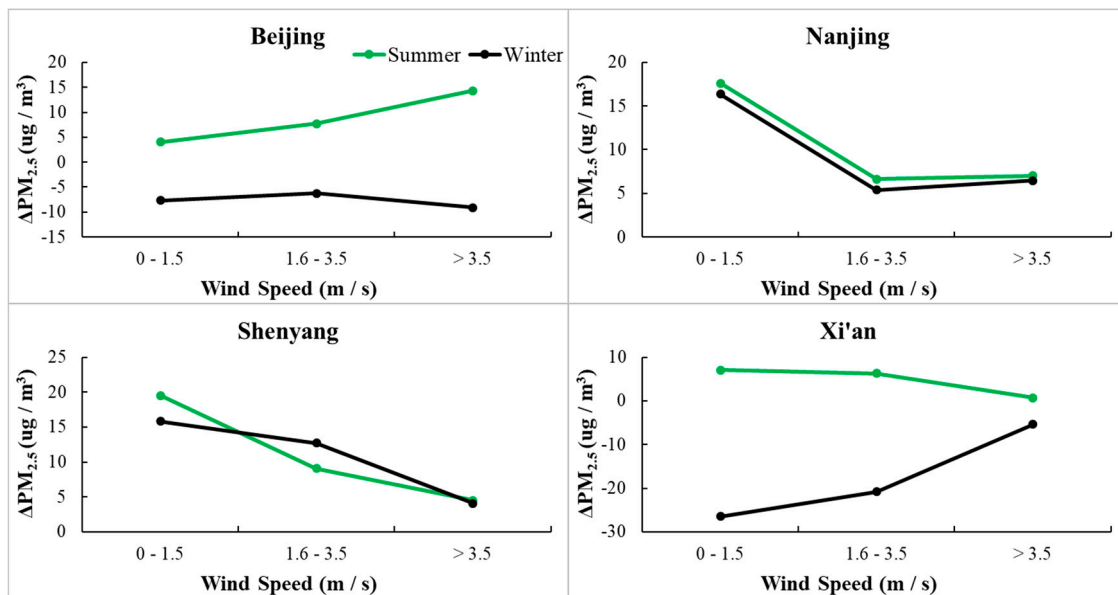 Beijing
Summer
Winter
ΔPM2.5 (ug / m³)
20
15
10
5
0
-5
-10
-15
0 - 1.5
1.6 - 3.5
> 3.5
Wind Speed (m / s)
Nanjing
ΔPM2.5 (ug / m³)
20
15
10
5
0
0 - 1.5
1.6 - 3.5
> 3.5
Wind Speed (m / s)
Shenyang
ΔPM2.5 (ug / m³)
25
20
15
10
5
0
0 - 1.5
1.6 - 3.5
> 3.5
Wind Speed (m / s)
Xi'an
ΔPM2.5 (ug / m³)
10
0
-10
-20
-30
0 - 1.5
1.6 - 3.5
> 3.5
Wind Speed (m / s)